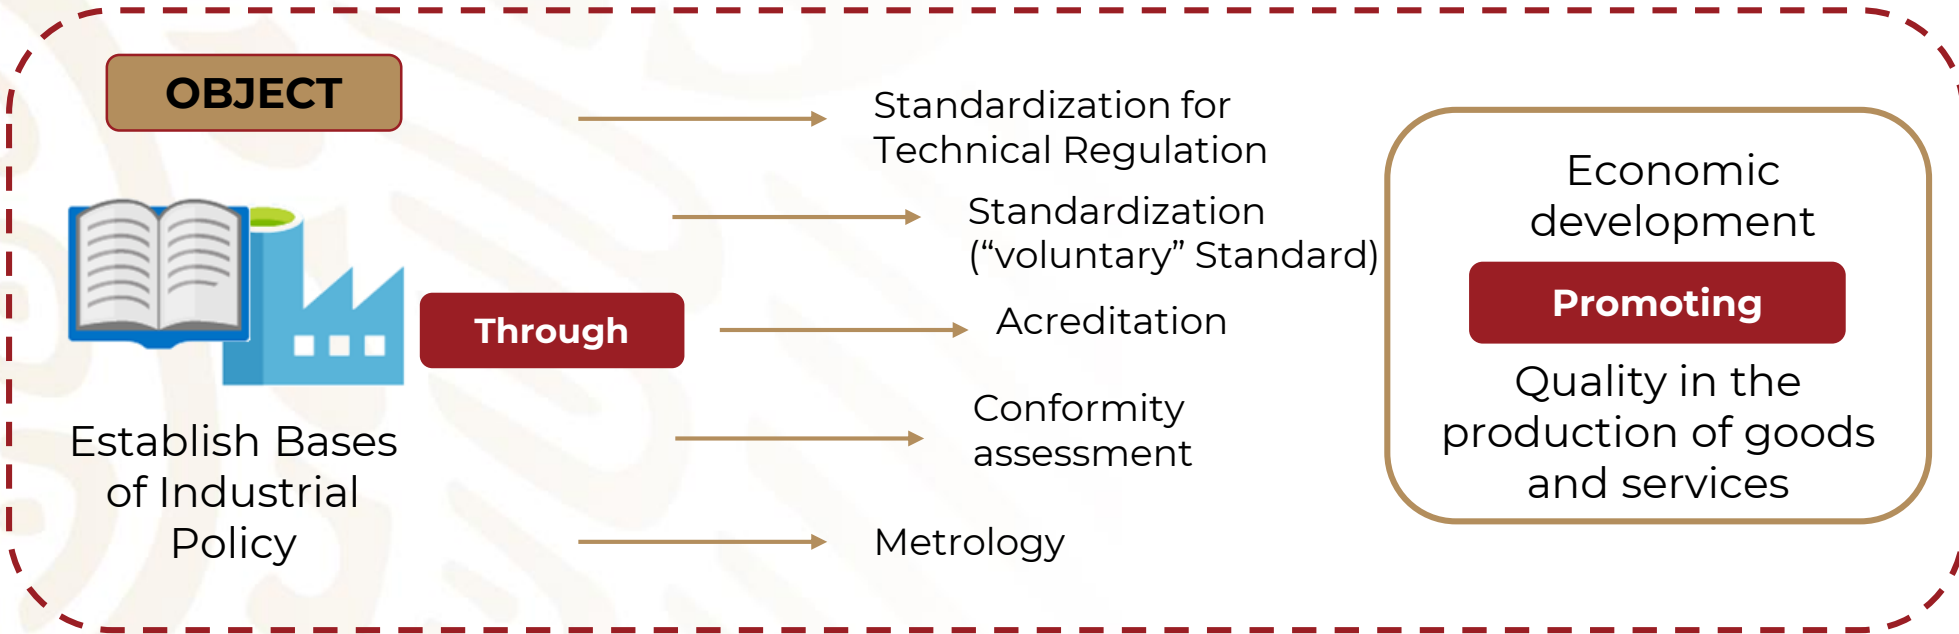 OBJECT
Establish Bases
of Industrial
Policy
Through
Standardization for
Technical Regulation
Standardization
(“voluntary” Standard)
Acreditation
Conformity
assessment
Metrology
Economic
development
Promoting
Quality in the
production of goods
and services